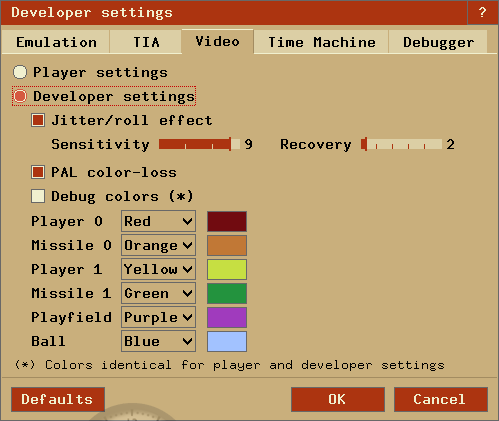 Developer settings ?
Emulation TIA Video Time Machine Debugger
Player settings
Developer settings
Jitter/roll effect
Sensitivity 9 Recovery 2
PAL color-loss
Debug colors (*)
Player 0 Red
Missile 0 Orange
Player 1 Yellow
Missile 1 Green
Playfield Purple
Ball Blue
(*) Colors identical for player and developer settings
Defaults OK Cancel